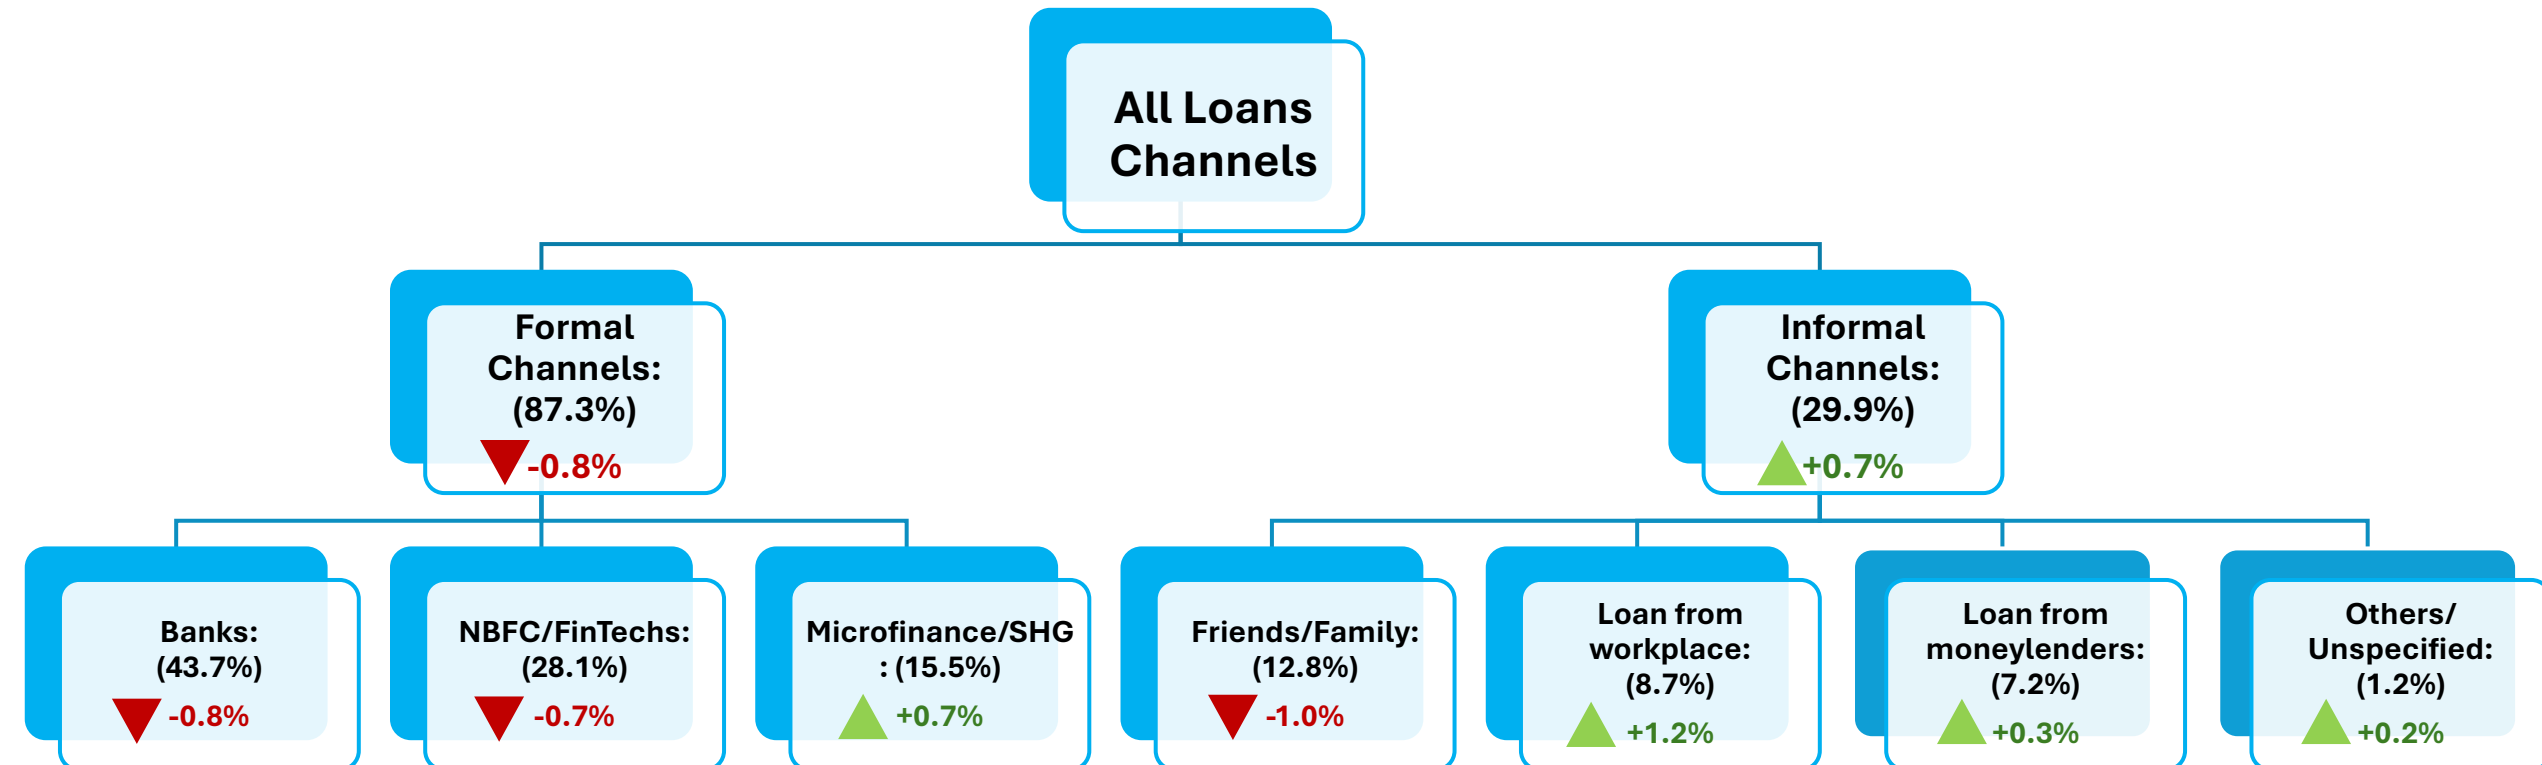 All Loans
Channels
Formal
Channels:
(87.3%)
-0.8%
Informal
Channels:
(29.9%)
+0.7%
Banks:
(43.7%)
-0.8%
NBFC/FinTechs:
(28.1%)
-0.7%
Microfinance/SHG
: (15.5%)
+0.7%
Friends/Family:
(12.8%)
-1.0%
Loan from
workplace:
(8.7%)
+1.2%
Loan from
moneylenders:
(7.2%)
+0.3%
Others/
Unspecified:
(1.2%)
+0.2%